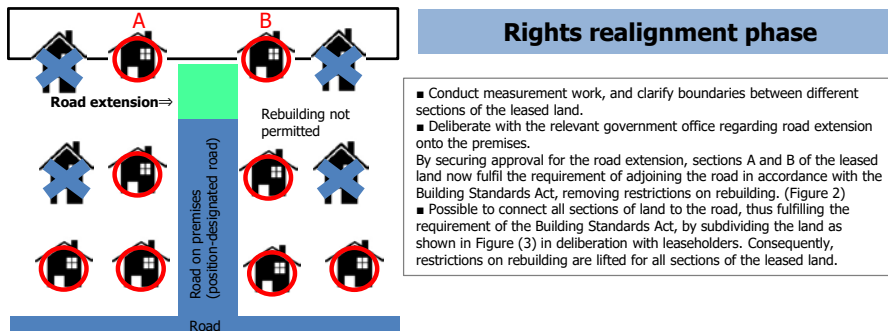 A
B
Road extension⇒
Rebuilding not
permitted
Road on premises
(position-designated road)
Road
Rights realignment phase
■ Conduct measurement work, and clarify boundaries between different
sections of the leased land.
■ Deliberate with the relevant government office regarding road extension
onto the premises.
By securing approval for the road extension, sections A and B of the leased
land now fulfil the requirement of adjoining the road in accordance with the
Building Standards Act, removing restrictions on rebuilding. (Figure 2)
■ Possible to connect all sections of land to the road, thus fulfilling the
requirement of the Building Standards Act, by subdividing the land as
shown in Figure (3) in deliberation with leaseholders. Consequently,
restrictions on rebuilding are lifted for all sections of the leased land.